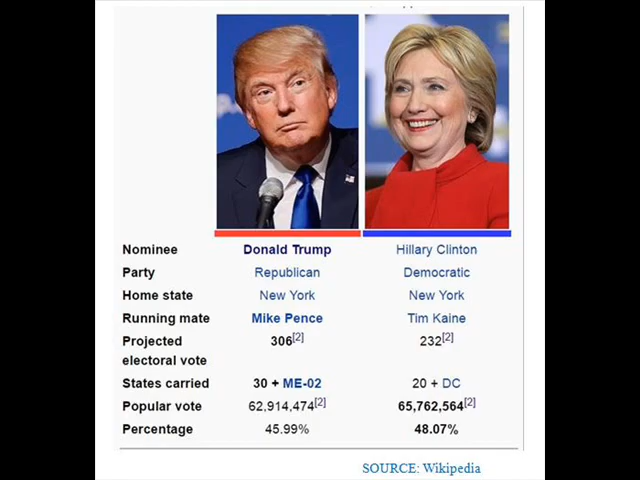 Nominee Donald Trump Hillary Clinton
Party Republican Democratic
Home state New York New York
Running mate Mike Pence Tim Kaine
Projected 306[2] 232[2]
electoral vote
States carried 30 + ME-02 20 + DC
Popular vote 62,914,474[2] 65,762,564[2]
Percentage 45.99% 48.07%
SOURCE: Wikipedia